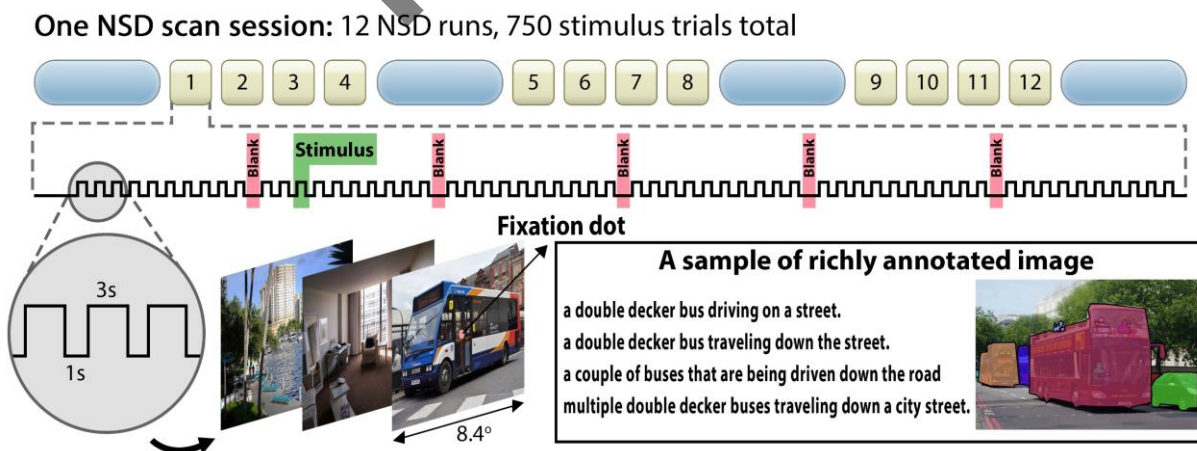 One NSD scan session: 12 NSD runs, 750 stimulus trials total
1 2 3 4 5 6 7 8 9 10 11 12
Blank Stimulus Blank Blank Blank Blank
Fixation dot
3s
1s
8.4°
A sample of richly annotated image
a double decker bus driving on a street.
a double decker bus traveling down the street.
a couple of buses that are being driven down the road
multiple double decker buses traveling down a city street.